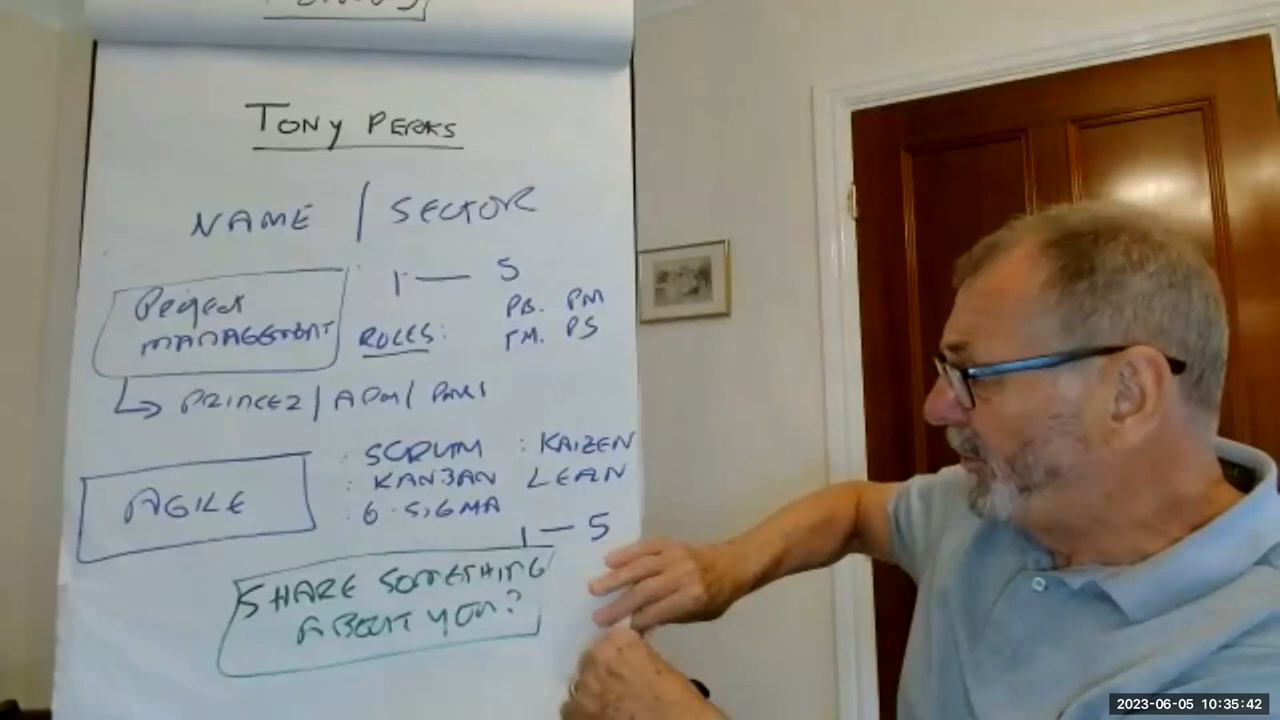 TONY PERKS
NAME / SECTOR
1 — 5
Project
MANAGEMENT
ROLES:
PB. PM
TM. PS
PRINCE2 / APM / PMI
AGILE
: SCRUM : KAIZEN
: KANBAN LEAN
: 6 SIGMA
1 — 5
SHARE SOMETHING
ABOUT YOU?
2023-06-05 10:35:42